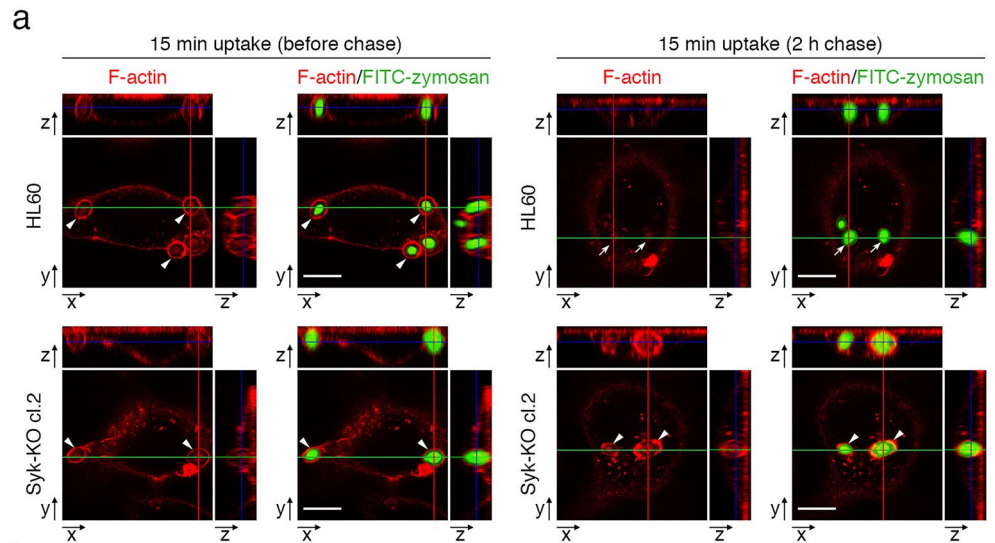 a
15 min uptake (before chase)
15 min uptake (2 h chase)
F-actin
F-actin/FITC-zymosan
F-actin
F-actin/FITC-zymosan
z
z
z
z
HL60
HL60
y
y
y
y
x
z
x
z
x
z
x
z
z
z
z
z
Syk-KO cl.2
Syk-KO cl.2
y
y
y
y
x
z
x
z
x
z
x
z